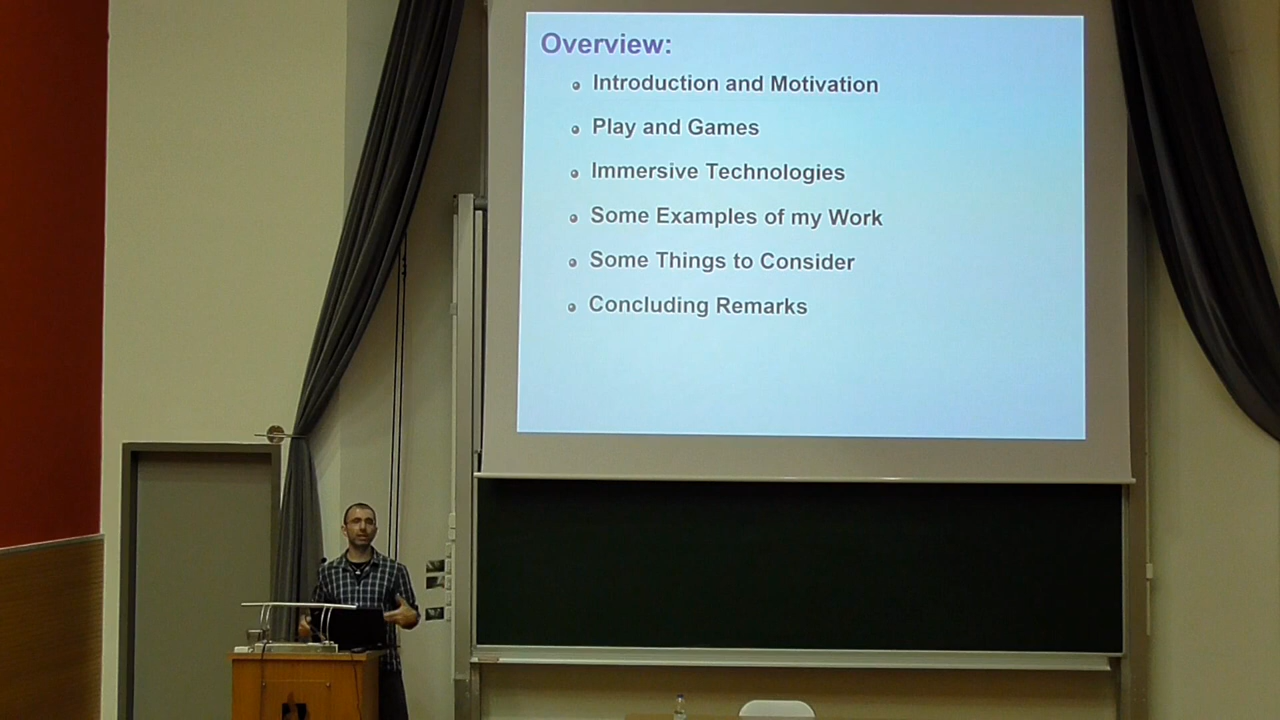 Overview:
Introduction and Motivation
Play and Games
Immersive Technologies
Some Examples of my Work
Some Things to Consider
Concluding Remarks